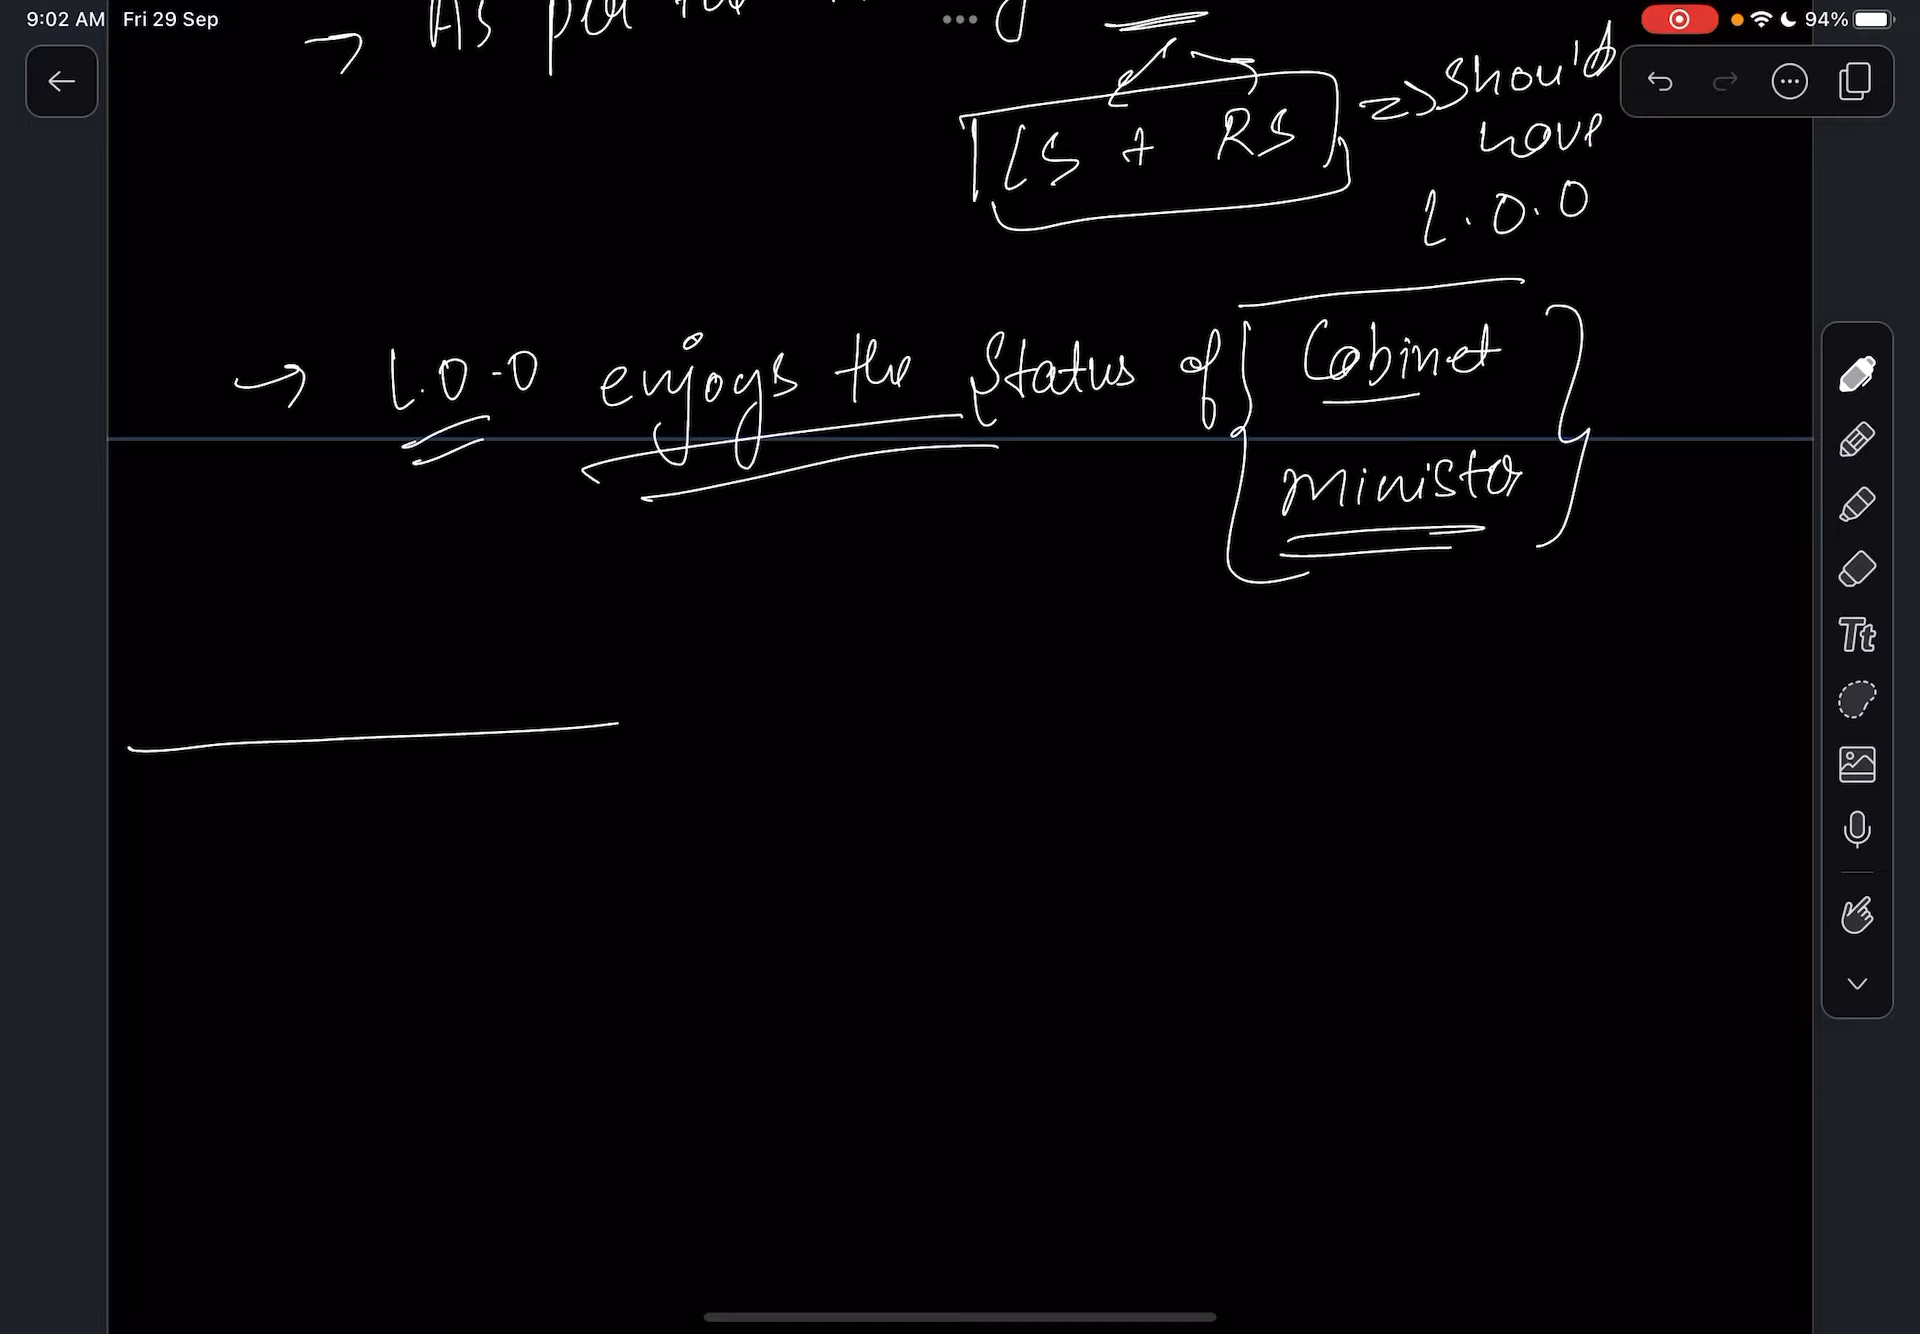 9:02 AM Fri 29 Sep 94%
→ As per the
LS + RS => should
have
L.O.O
→ L.O.O enjoys the status of Cabinet
minister
Tt